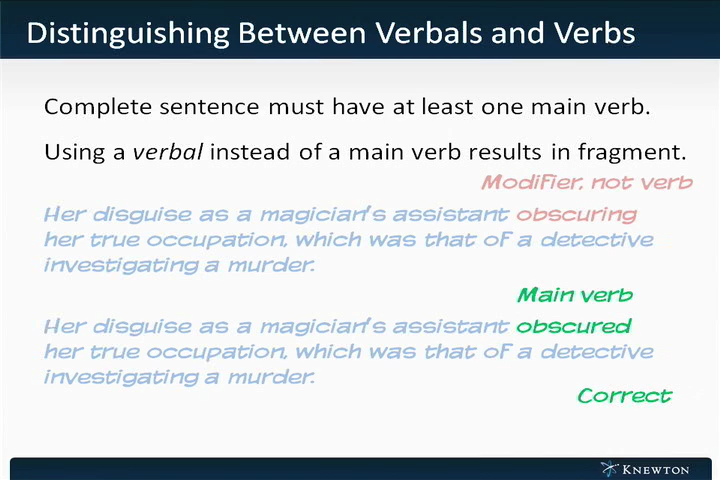 Distinguishing Between Verbals and Verbs
Complete sentence must have at least one main verb.
Using a verbal instead of a main verb results in fragment.
Modifier, not verb
Her disguise as a magician's assistant obscuring
her true occupation, which was that of a detective
investigating a murder.
Main verb
Her disguise as a magician's assistant obscured
her true occupation, which was that of a detective
investigating a murder.
Correct
KNEWTON